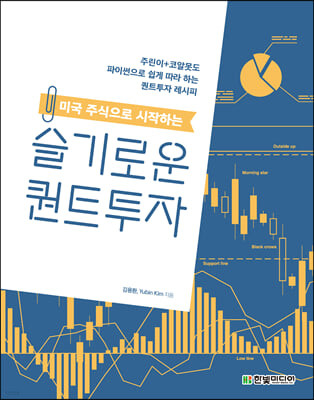 주린이+코알못도
파이썬으로 쉽게 따라 하는
퀀트투자 레시피
미국 주식으로 시작하는
슬기로운
퀀트투자
김용환, Yubin Kim 지음
Outside up
Morning star
Black crows
Support line
Low line
한빛미디어